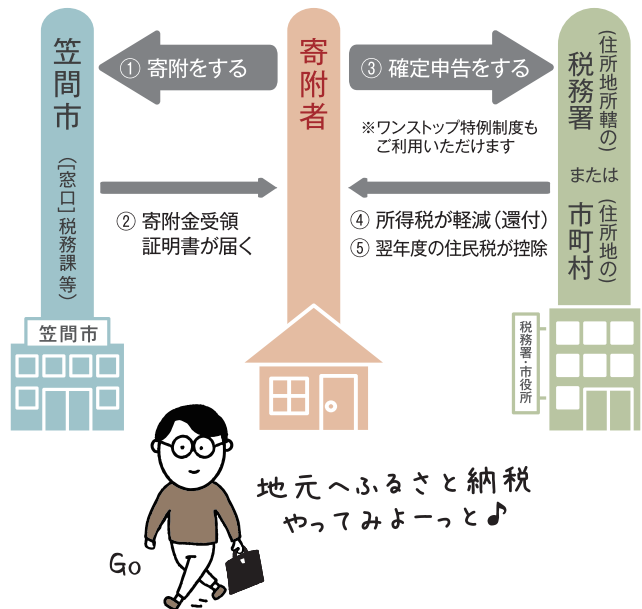 笠間市
（［窓口］税務課 等）
笠間市
① 寄附をする
② 寄附金受領
証明書が届く
寄附者
③ 確定申告をする
※ワンストップ特例制度も
ご利用いただけます
④ 所得税が軽減（還付）
⑤ 翌年度の住民税が控除
（住所地所轄の）
税務署
または
（住所地の）
市町村
税務署・市役所
地元へふるさと納税
やってみよーっと♪
Go